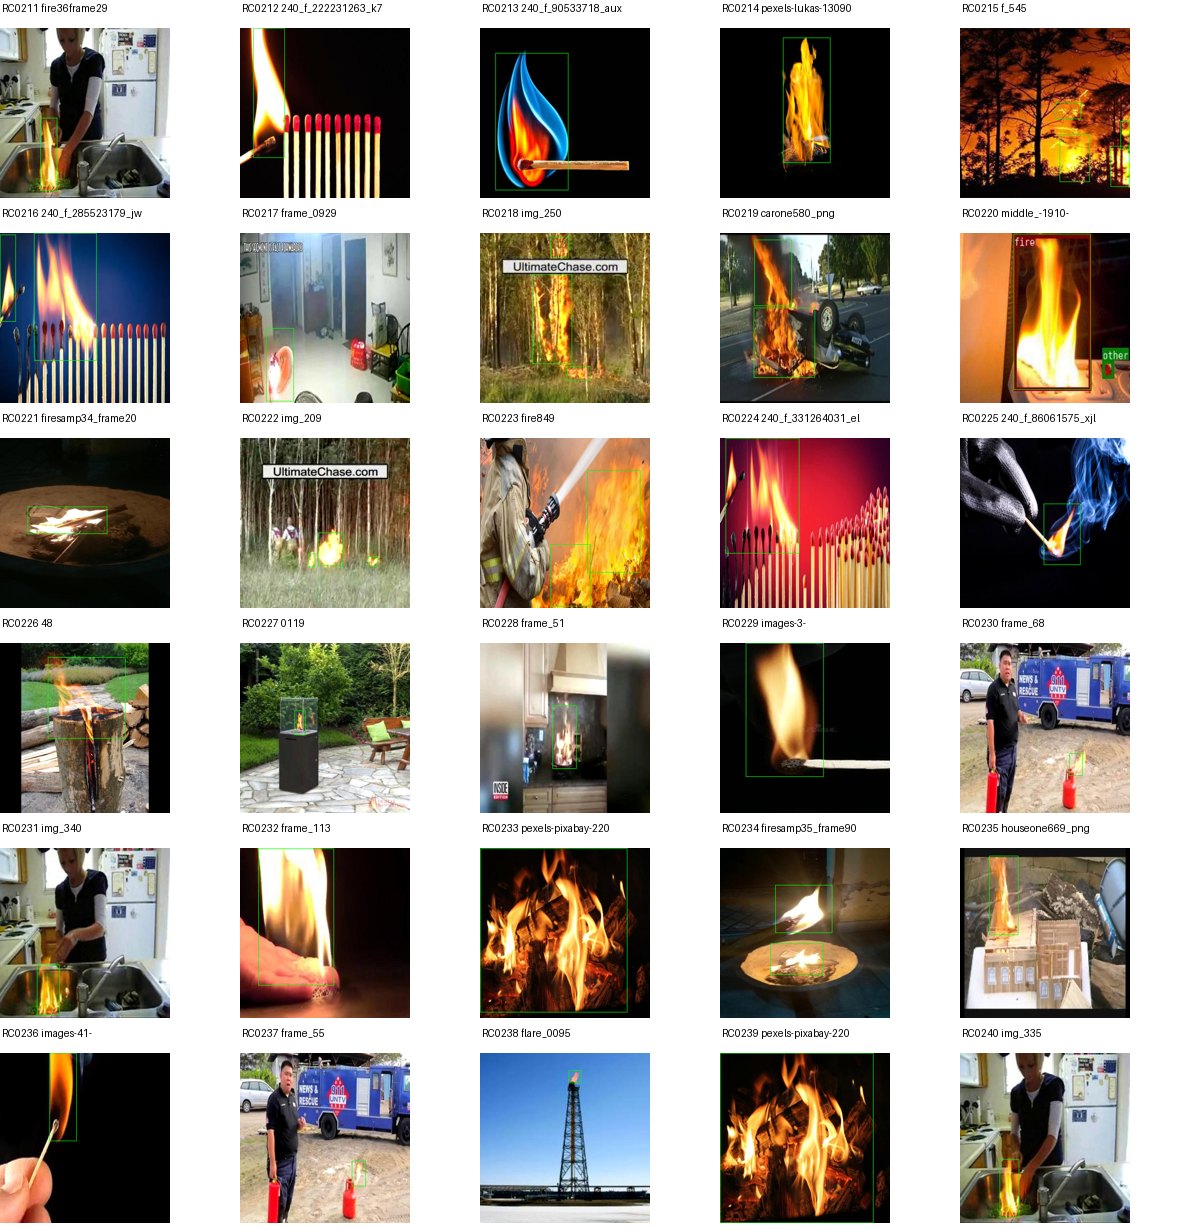 RC0211 fire36frame29
RC0212 240_f_222231263_k7
RC0213 240_f_90533718_aux
RC0214 pexels-lukas-13090
RC0215 f_545
RC0216 240_f_285523179_jw
RC0217 frame_0929
RC0218 img_250
RC0219 carone580_png
RC0220 middle_-1910-
UltimateChase.com
fire
other
RC0221 firesamp34_frame20
RC0222 img_209
RC0223 fire849
RC0224 240_f_331264031_el
RC0225 240_f_86061575_xjl
UltimateChase.com
RC0226 48
RC0227 0119
RC0228 frame_51
RC0229 images-3-
RC0230 frame_68
NEWS &
RESCUE
911
UNTV
INSIDE
EDITION
RC0231 img_340
RC0232 frame_113
RC0233 pexels-pixabay-220
RC0234 firesamp35_frame90
RC0235 houseone669_png
RC0236 images-41-
RC0237 frame_55
RC0238 flare_0095
RC0239 pexels-pixabay-220
RC0240 img_335
NEWS &
RESCUE
911
UNTV